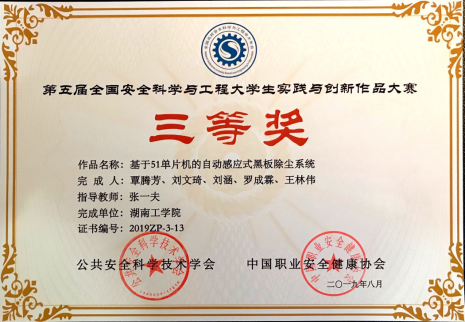 第五届全国安全科学与工程大学生实践与创新作品大赛
三等奖
作品名称：基于51单片机的自动感应式黑板除尘系统
完成人：覃腾芳、刘文琦、刘涵、罗成霖、王林伟
指导教师：张一夫
完成单位：湖南工学院
证书编号：2019ZP-3-13
公共安全科学技术学会 中国职业安全健康协会
二〇一九年八月